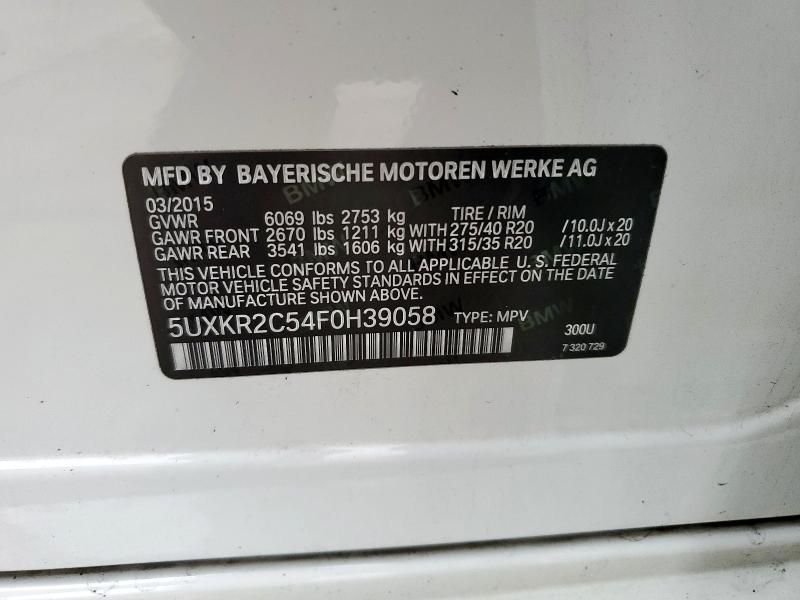 MFD BY BAYERISCHE MOTOREN WERKE AG
03/2015
GVWR 6069 lbs 2753 kg TIRE / RIM
GAWR FRONT 2670 lbs 1211 kg WITH 275/40 R20 /10.0J x 20
GAWR REAR 3541 lbs 1606 kg WITH 315/35 R20 /11.0J x 20
THIS VEHICLE CONFORMS TO ALL APPLICABLE U. S. FEDERAL
MOTOR VEHICLE SAFETY STANDARDS IN EFFECT ON THE DATE
OF MANUFACTURE SHOWN ABOVE.
5UXKR2C54F0H39058 TYPE: MPV 300U
7 320 729